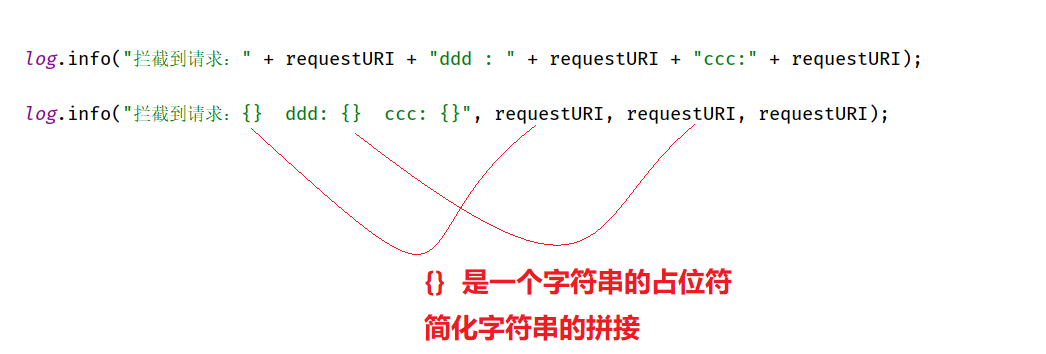 log.info("拦截到请求：" + requestURI + "ddd : " + requestURI + "ccc:" + requestURI);
log.info("拦截到请求：{}  ddd: {}  ccc: {}", requestURI, requestURI, requestURI);
{} 是一个字符串的占位符
简化字符串的拼接